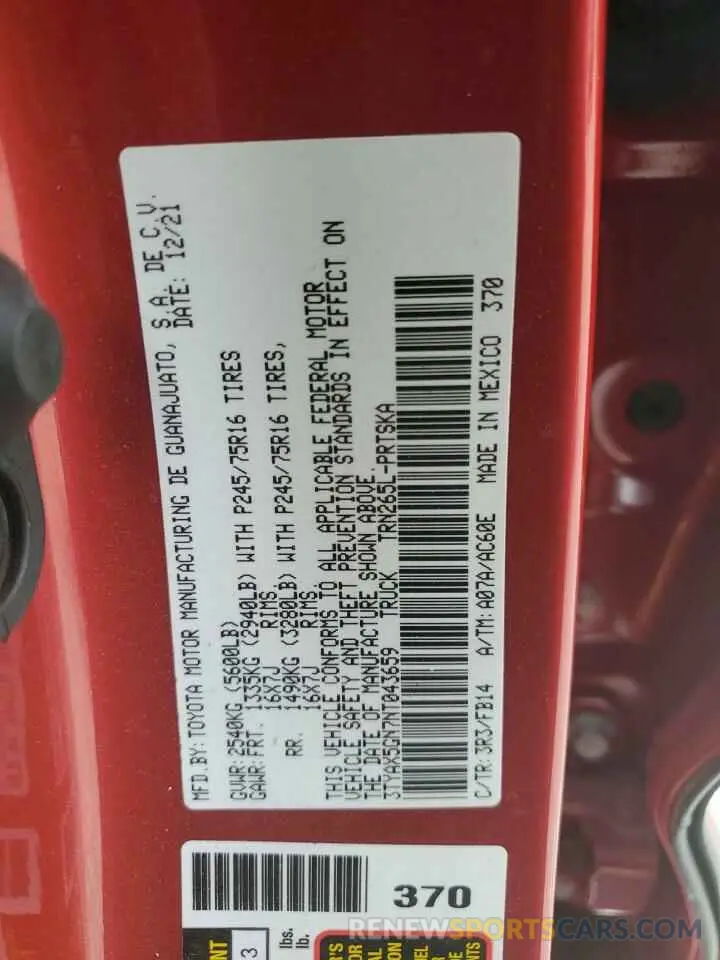 MFD.BY:TOYOTA MOTOR MANUFACTURING DE GUANAJUATO, S.A. DE C.V.
DATE: 12/21
GVWR:2540KG (5600LB)
GAWR:FRT. 1335KG (2940LB) WITH P245/75R16 TIRES
16X7J RIMS,
RR. 1490KG (3280LB) WITH P245/75R16 TIRES,
16X7J RIMS.
THIS VEHICLE CONFORMS TO ALL APPLICABLE FEDERAL MOTOR
VEHICLE SAFETY AND THEFT PREVENTION STANDARDS IN EFFECT ON
THE DATE OF MANUFACTURE SHOWN ABOVE.
3TYAX5GN7NT043659 TRUCK TRN265L-PRTSKA
C/TR:3R3/FB14 A/TM:A07A/AC60E MADE IN MEXICO 370
370
3
lbs.
lb.
RENEWSPORTSCARS.COM